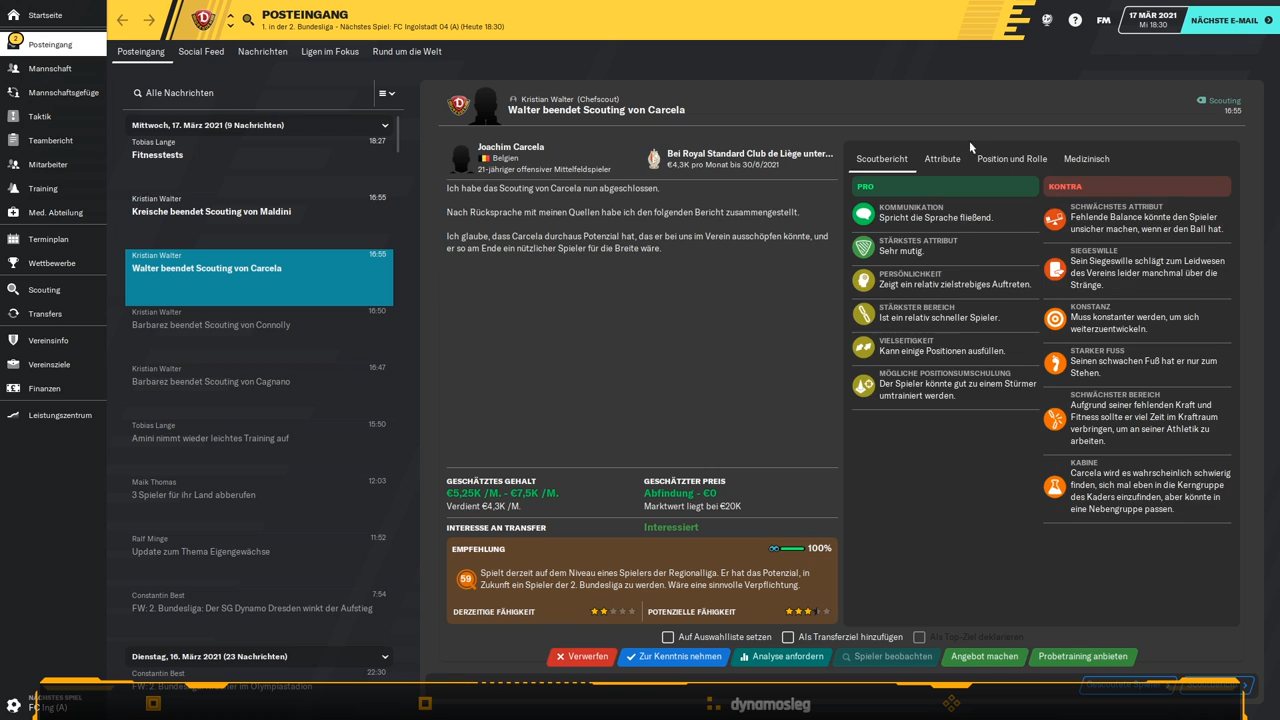 Startseite
2
Posteingang
Mannschaft
Mannschaftsgefüge
Taktik
Teambericht
Mitarbeiter
Training
Med. Abteilung
Terminplan
Wettbewerbe
Scouting
Transfers
Vereinsinfo
Vereinsziele
Finanzen
Leistungszentrum
NÄCHSTES SPIEL
POSTEINGANG
1. in der 2. Bundesliga - Nächstes Spiel: FC Ingolstadt 04 (A) (Heute 18:30)
FM
17 MÄR 2021
Mi 18:30
NÄCHSTE E-MAIL
Posteingang
Social Feed
Nachrichten
Ligen im Fokus
Rund um die Welt
Alle Nachrichten
Mittwoch, 17. März 2021 (9 Nachrichten)
Tobias Lange 18:27
Fitnesstests
Kristian Walter 16:55
Kreische beendet Scouting von Maldini
Kristian Walter 16:55
Walter beendet Scouting von Carcela
Kristian Walter 16:50
Barbarez beendet Scouting von Connolly
Kristian Walter 16:47
Barbarez beendet Scouting von Cagnano
Tobias Lange 15:50
Amini nimmt wieder leichtes Training auf
Maik Thomas 12:03
3 Spieler für ihr Land abberufen
Ralf Minge 11:52
Update zum Thema Eigengewächse
Constantin Best 7:54
FW: 2. Bundesliga: Der SG Dynamo Dresden winkt der Aufstieg
Dienstag, 16. März 2021 (23 Nachrichten)
Constantin Best 22:30
Kristian Walter (Chefscout)
Walter beendet Scouting von Carcela
Scouting
16:55
Joachim Carcela
Belgien
21-jähriger offensiver Mittelfeldspieler
Bei Royal Standard Club de Liège unter...
€4,3K pro Monat bis 30/6/2021
Ich habe das Scouting von Carcela nun abgeschlossen.
Nach Rücksprache mit meinen Quellen habe ich den folgenden Bericht zusammengestellt.
Ich glaube, dass Carcela durchaus Potenzial hat, das er bei uns im Verein ausschöpfen könnte, und
er so am Ende ein nützlicher Spieler für die Breite wäre.
GESCHÄTZTES GEHALT
€5,25K /M. - €7,5K /M.
Verdient €4,3K /M.
GESCHÄTZTER PREIS
Abfindung - €0
Marktwert liegt bei €20K
INTERESSE AN TRANSFER
Interessiert
EMPFEHLUNG
100%
59
Spielt derzeit auf dem Niveau eines Spielers der Regionalliga. Er hat das Potenzial, in
Zukunft ein Spieler der 2. Bundesliga zu werden. Wäre eine sinnvolle Verpflichtung.
DERZEITIGE FÄHIGKEIT
POTENZIELLE FÄHIGKEIT
Scoutbericht
Attribute
Position und Rolle
Medizinisch
PRO
KOMMUNIKATION
Spricht die Sprache fließend.
STÄRKSTES ATTRIBUT
Sehr mutig.
PERSÖNLICHKEIT
Zeigt ein relativ zielstrebiges Auftreten.
STÄRKSTER BEREICH
Ist ein relativ schneller Spieler.
VIELSEITIGKEIT
Kann einige Positionen ausfüllen.
MÖGLICHE POSITIONSUMSCHULUNG
Der Spieler könnte gut zu einem Stürmer
umtrainiert werden.
KONTRA
SCHWÄCHSTES ATTRIBUT
Fehlende Balance könnte den Spieler
unsicher machen, wenn er den Ball hat.
SIEGESWILLE
Sein Siegeswille schlägt zum Leidwesen
des Vereins leider manchmal über die
Stränge.
KONSTANZ
Muss konstanter werden, um sich
weiterzuentwickeln.
STARKER FUSS
Seinen schwachen Fuß hat er nur zum
Stehen.
SCHWÄCHSTER BEREICH
Aufgrund seiner fehlenden Kraft und
Fitness sollte er viel Zeit im Kraftraum
verbringen, um an seiner Athletik zu
arbeiten.
KABINE
Carcela wird es wahrscheinlich schwierig
finden, sich mal eben in die Kerngruppe
des Kaders einzufinden, aber könnte in
eine Nebengruppe passen.
Auf Auswahlliste setzen
Als Transferziel hinzufügen
Als Top-Ziel deklarieren
Verwerfen
Zur Kenntnis nehmen
Analyse anfordern
Spieler beobachten
Angebot machen
Probetraining anbieten
dynamosleg